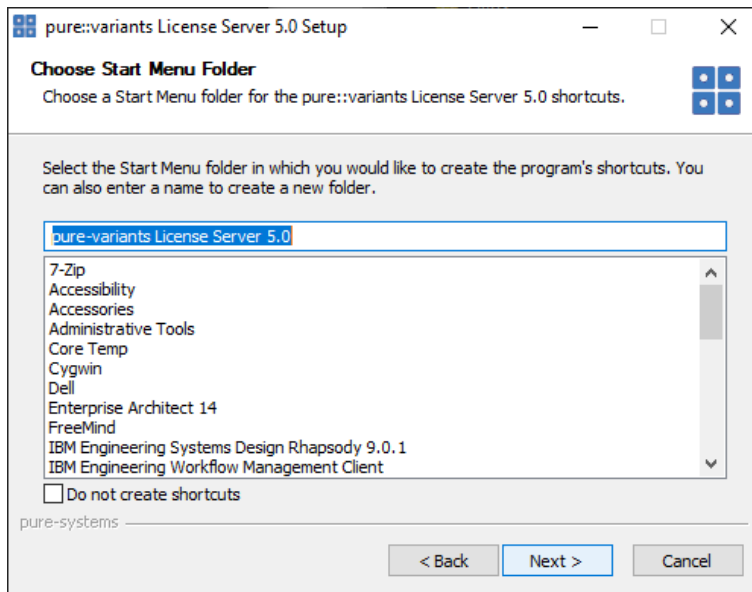 pure::variants License Server 5.0 Setup
Choose Start Menu Folder
Choose a Start Menu folder for the pure::variants License Server 5.0 shortcuts.
Select the Start Menu folder in which you would like to create the program's shortcuts. You
can also enter a name to create a new folder.
pure-variants License Server 5.0
7-Zip
Accessibility
Accessories
Administrative Tools
Core Temp
Cygwin
Dell
Enterprise Architect 14
FreeMind
IBM Engineering Systems Design Rhapsody 9.0.1
IBM Engineering Workflow Management Client
Do not create shortcuts
pure-systems
< Back
Next >
Cancel